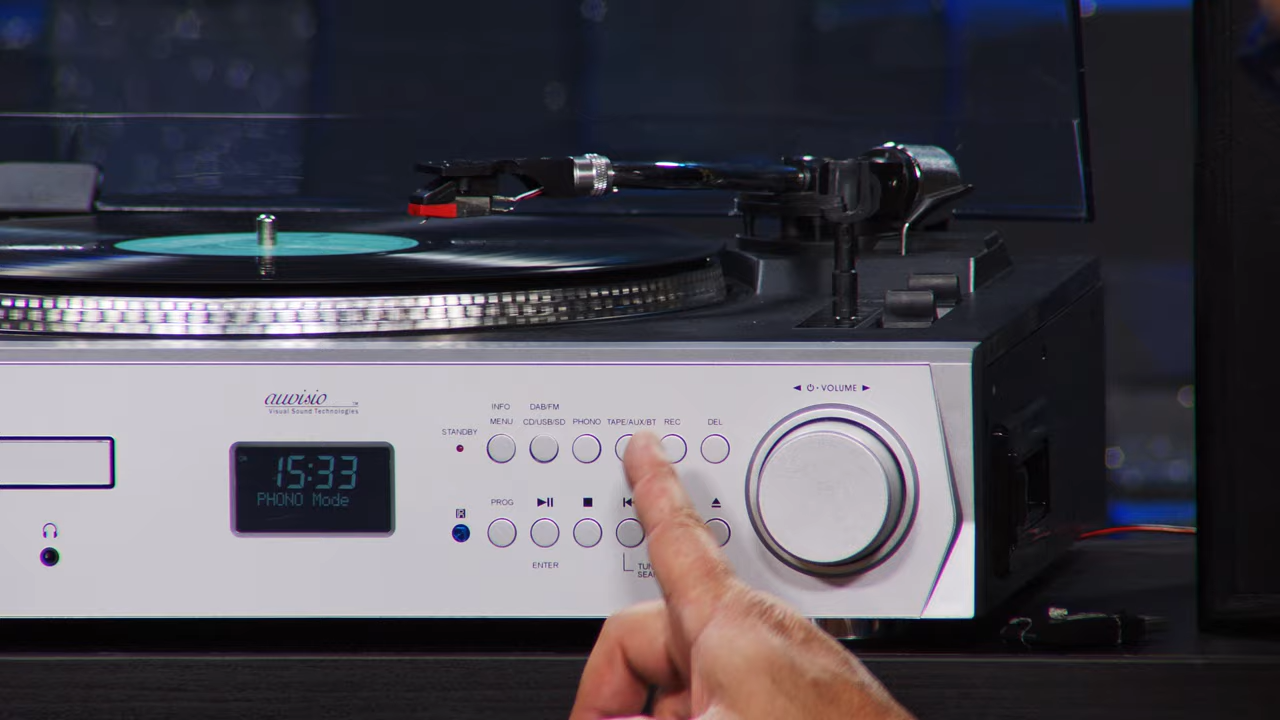 auvisio
Visual Sound Technologies
15:33
PHONO Mode
STANDBY
IR
INFO
MENU
DAB/FM
CD/USB/SD
PHONO
TAPE/AUX/BT
REC
DEL
◄ ⏻ · VOLUME ►
PROG
ENTER